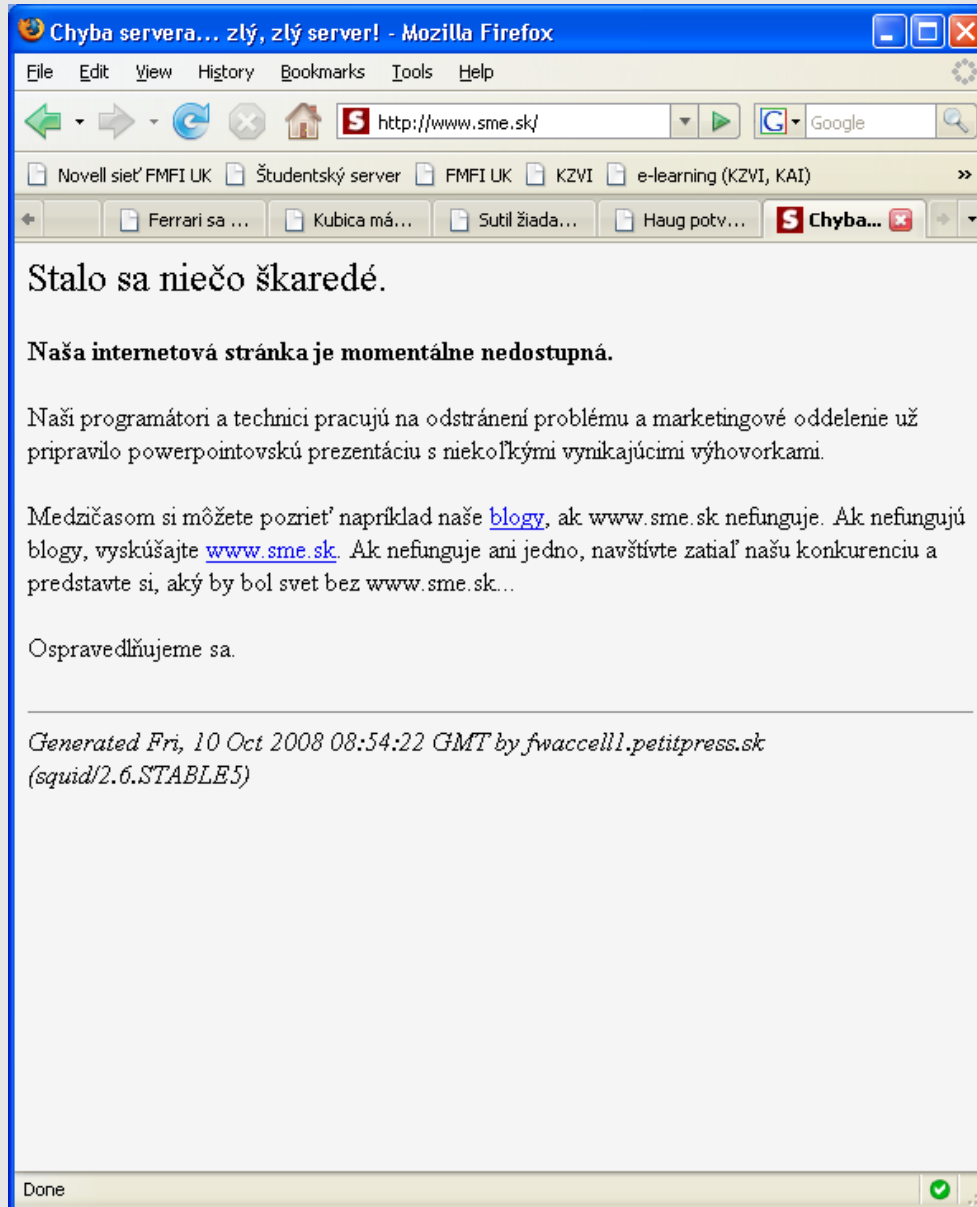 Chyba servera... zlý, zlý server! - Mozilla Firefox
File Edit View History Bookmarks Tools Help
S http://www.sme.sk/ G Google
Novell sieť FMFI UK Študentský server FMFI UK KZVI e-learning (KZVI, KAI) »
Ferrari sa ... Kubica má... Sutil žiada... Haug potv... S Chyba...
Stalo sa niečo škaredé.
Naša internetová stránka je momentálne nedostupná.
Naši programátori a technici pracujú na odstránení problému a marketingové oddelenie už
pripravilo powerpointovskú prezentáciu s niekoľkými vynikajúcimi výhovorkami.
Medzičasom si môžete pozrieť napríklad naše blogy, ak www.sme.sk nefunguje. Ak nefungujú
blogy, vyskúšajte www.sme.sk. Ak nefunguje ani jedno, navštívte zatiaľ našu konkurenciu a
predstavte si, aký by bol svet bez www.sme.sk...
Ospravedlňujeme sa.
Generated Fri, 10 Oct 2008 08:54:22 GMT by fwaccell1.petitpress.sk
(squid/2.6.STABLE5)
Done